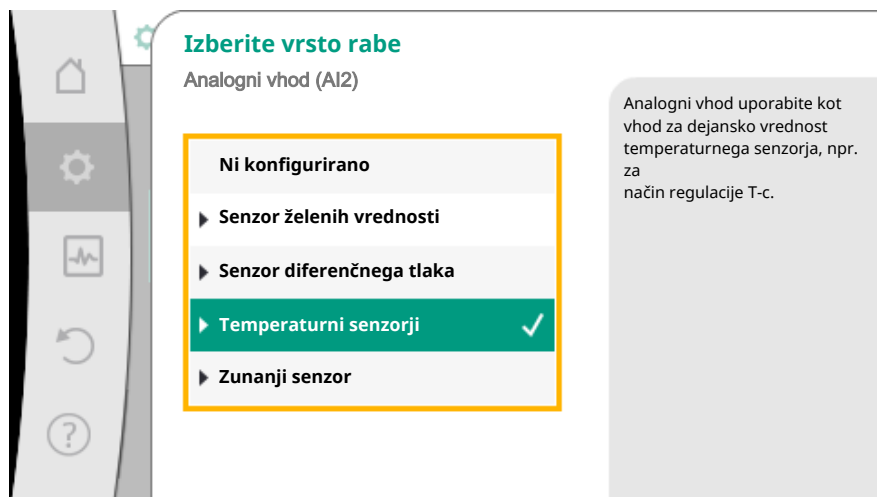 Izberite vrsto rabe
Analogni vhod (AI2)
Ni konfigurirano
Senzor želenih vrednosti
Senzor diferenčnega tlaka
Temperaturni senzorji
Zunanji senzor
Analogni vhod uporabite kot
vhod za dejansko vrednost
temperaturnega senzorja, npr.
za
način regulacije T-c.
?